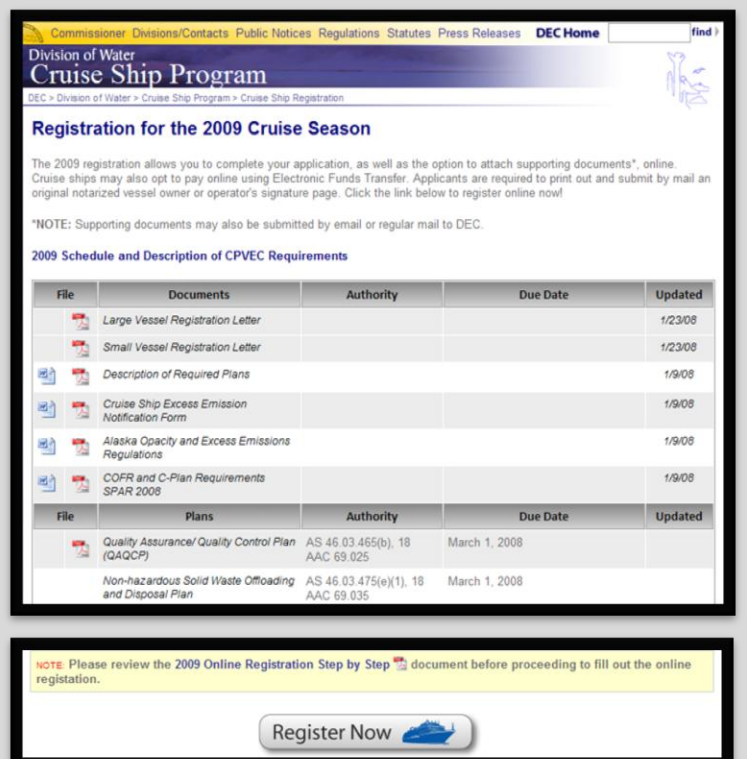 Commissioner Divisions/Contacts Public Notices Regulations Statutes Press Releases DEC Home find
Division of Water
Cruise Ship Program
DEC > Division of Water > Cruise Ship Program > Cruise Ship Registration
Registration for the 2009 Cruise Season
The 2009 registration allows you to complete your application, as well as the option to attach supporting documents*, online.
Cruise ships may also opt to pay online using Electronic Funds Transfer. Applicants are required to print out and submit by mail an
original notarized vessel owner or operator's signature page. Click the link below to register online now!
*NOTE: Supporting documents may also be submitted by email or regular mail to DEC.
2009 Schedule and Description of CPVEC Requirements
File Documents Authority Due Date Updated
Large Vessel Registration Letter 1/23/08
Small Vessel Registration Letter 1/23/08
Description of Required Plans 1/9/08
Cruise Ship Excess Emission 1/9/08
Notification Form
Alaska Opacity and Excess Emissions 1/9/08
Regulations
COFR and C-Plan Requirements 1/9/08
SPAR 2008
File Plans Authority Due Date Updated
Quality Assurance/ Quality Control Plan AS 46.03.465(b), 18 March 1, 2008
(QAQCP) AAC 69.025
Non-hazardous Solid Waste Offloading AS 46.03.475(e)(1), 18 March 1, 2008
and Disposal Plan AAC 69.035
NOTE: Please review the 2009 Online Registration Step by Step document before proceeding to fill out the online
registation.
Register Now